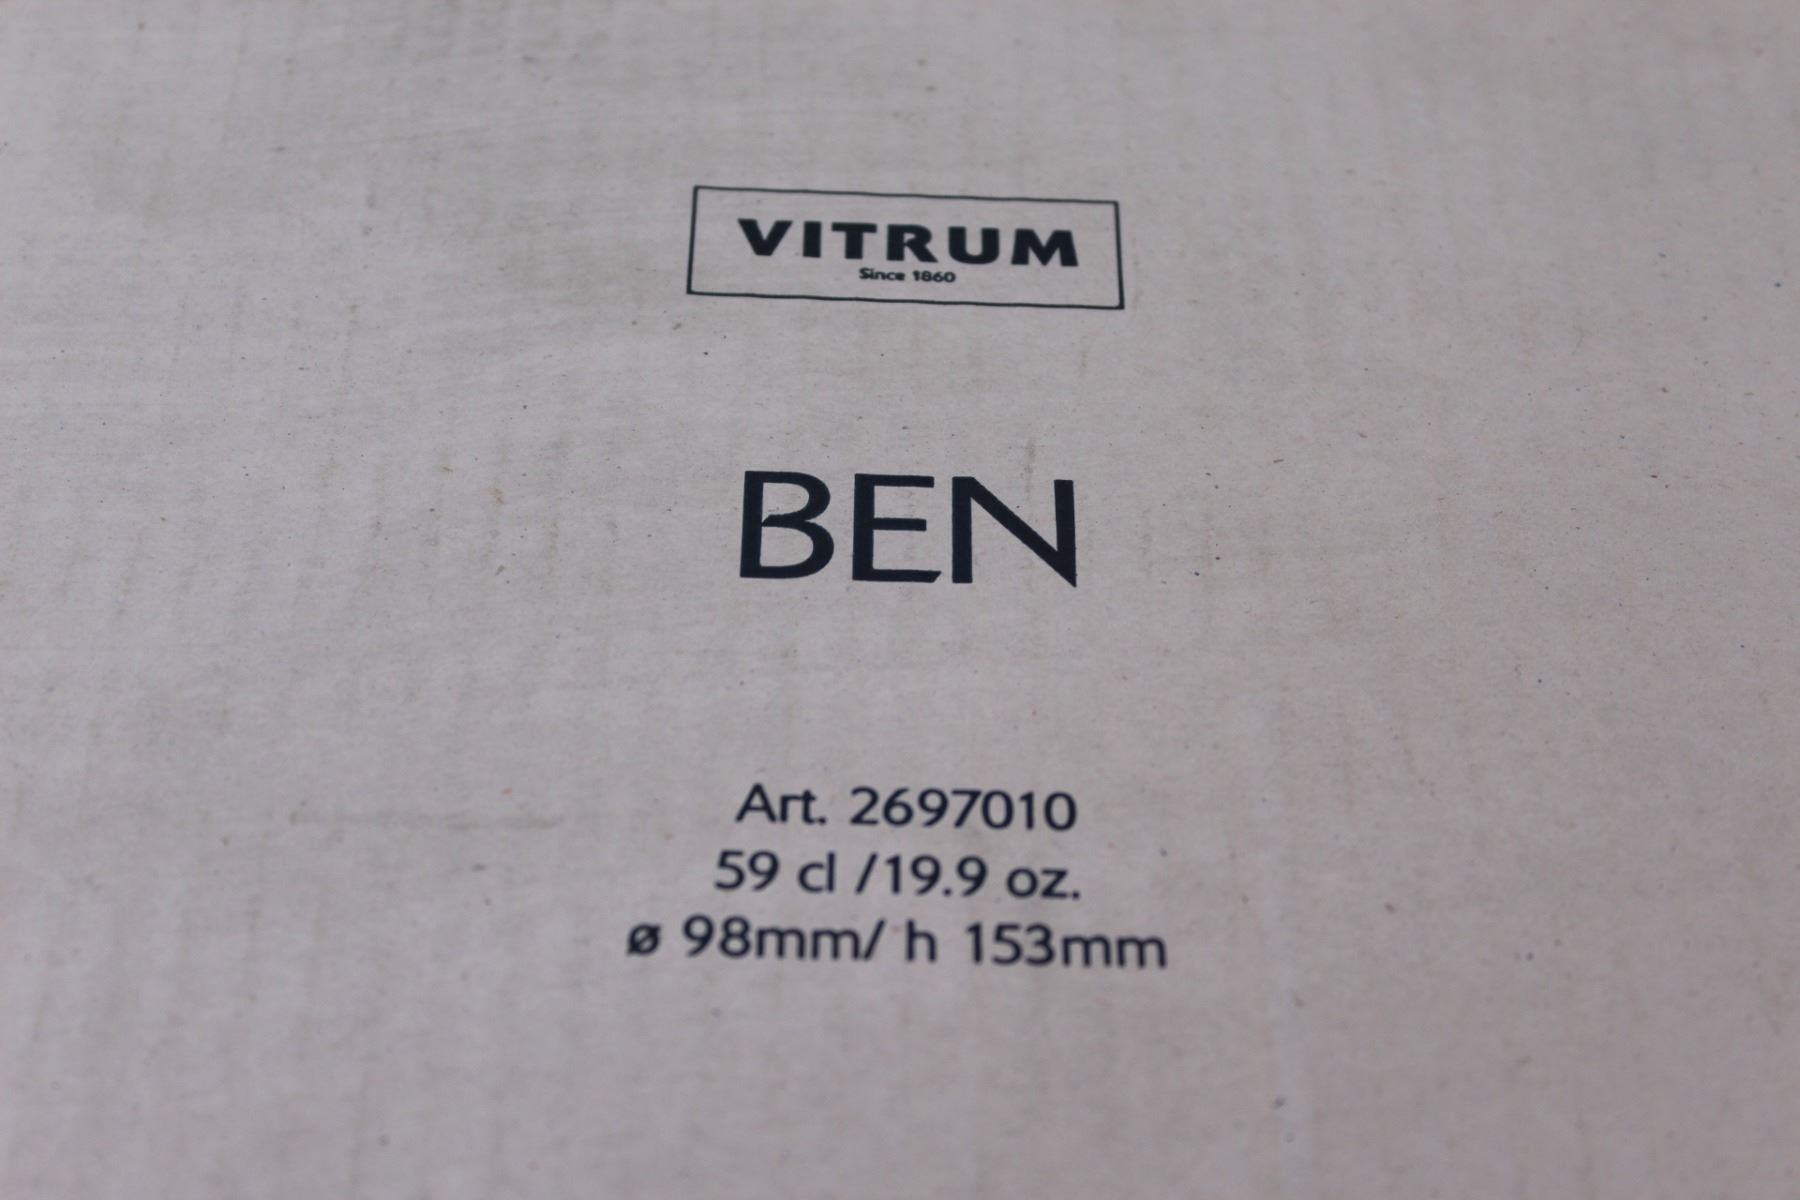 VITRUM
Since 1860
BEN
Art. 2697010
59 cl /19.9 oz.
ø 98mm/ h 153mm